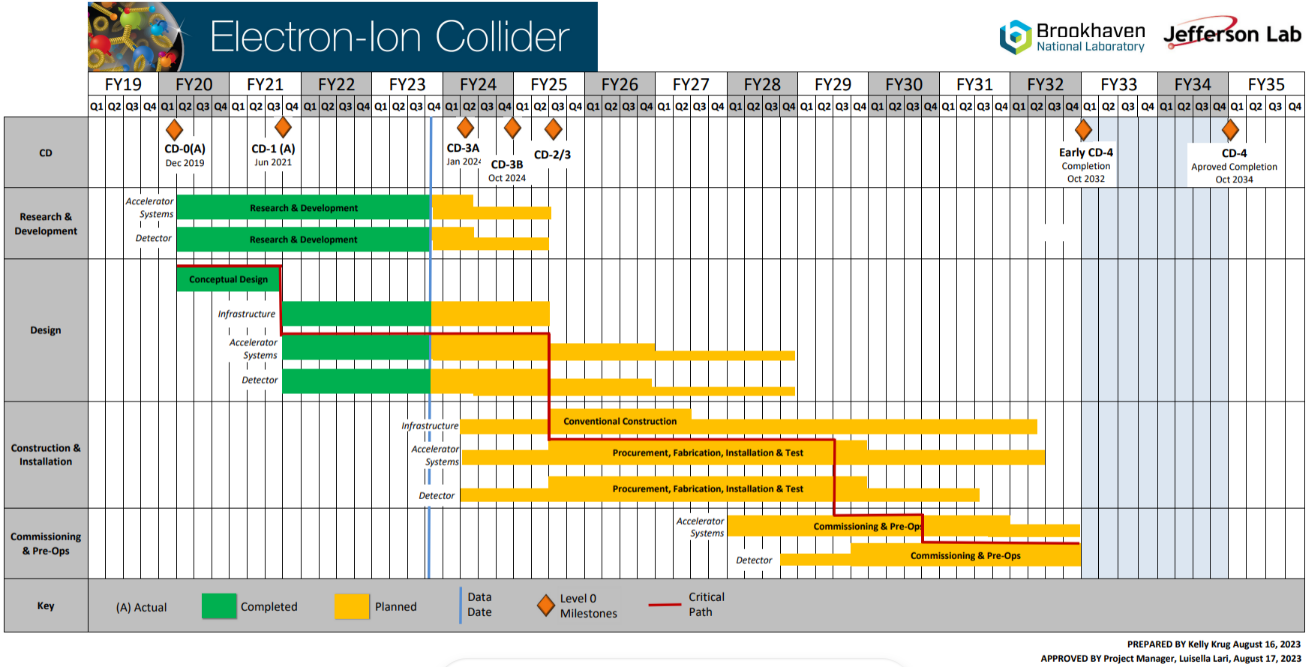 Electron-Ion Collider
Brookhaven
National Laboratory
Jefferson Lab
FY19 FY20 FY21 FY22 FY23 FY24 FY25 FY26 FY27 FY28 FY29 FY30 FY31 FY32 FY33 FY34 FY35
Q1 Q2 Q3 Q4 Q1 Q2 Q3 Q4 Q1 Q2 Q3 Q4 Q1 Q2 Q3 Q4 Q1 Q2 Q3 Q4 Q1 Q2 Q3 Q4 Q1 Q2 Q3 Q4 Q1 Q2 Q3 Q4 Q1 Q2 Q3 Q4 Q1 Q2 Q3 Q4 Q1 Q2 Q3 Q4 Q1 Q2 Q3 Q4 Q1 Q2 Q3 Q4 Q1 Q2 Q3 Q4 Q1 Q2 Q3 Q4 Q1 Q2 Q3 Q4 Q1 Q2 Q3 Q4
CD
CD-0(A)
Dec 2019
CD-1 (A)
Jun 2021
CD-3A
Jan 2024
CD-3B
Oct 2024
CD-2/3
Early CD-4
Completion
Oct 2032
CD-4
Aproved Completion
Oct 2034
Research &
Development
Accelerator
Systems
Research & Development
Detector
Research & Development
Design
Conceptual Design
Infrastructure
Accelerator
Systems
Detector
Construction &
Installation
Infrastructure
Conventional Construction
Accelerator
Systems
Procurement, Fabrication, Installation & Test
Detector
Procurement, Fabrication, Installation & Test
Commissioning
& Pre-Ops
Accelerator
Systems
Commissioning & Pre-Ops
Detector
Commissioning & Pre-Ops
Key
(A) Actual
Completed
Planned
Data
Date
Level 0
Milestones
Critical
Path
PREPARED BY Kelly Krug August 16, 2023
APPROVED BY Project Manager, Luisella Lari, August 17, 2023